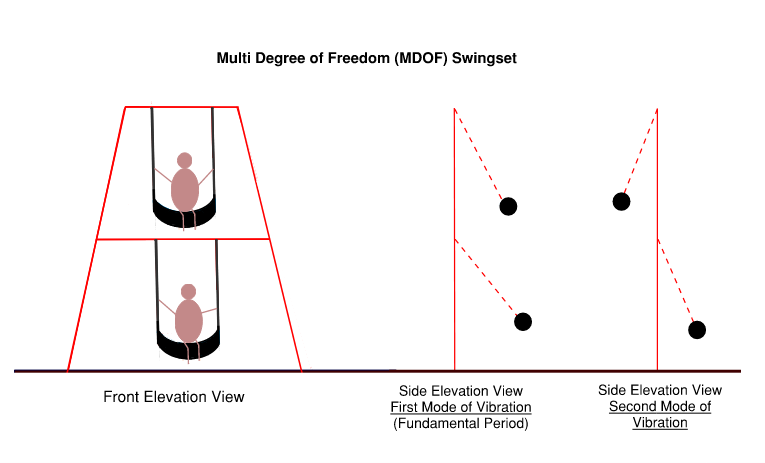 Multi Degree of Freedom (MDOF) Swingset
Front Elevation View
Side Elevation View
First Mode of Vibration
(Fundamental Period)
Side Elevation View
Second Mode of
Vibration